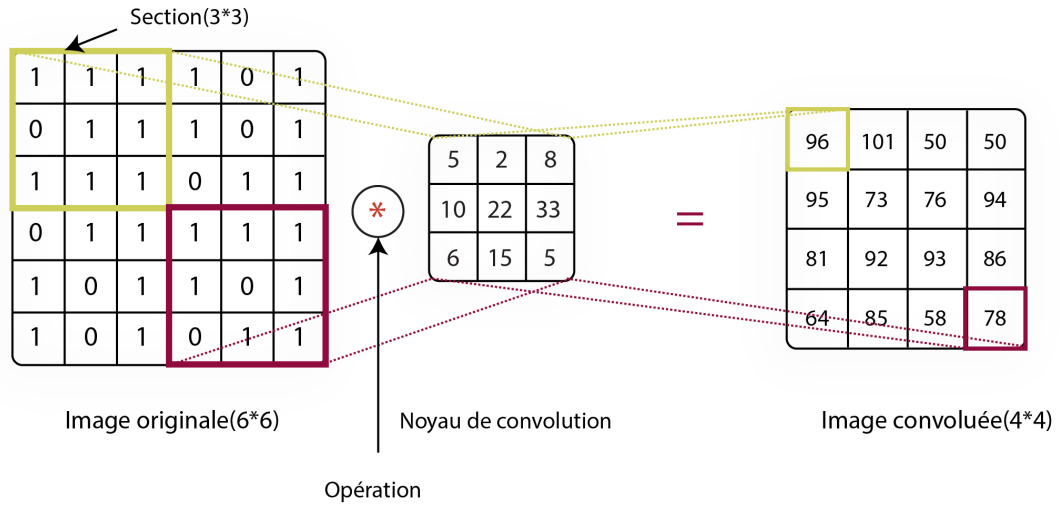 Section(3*3)
1 1 1 1 0 1
0 1 1 1 0 1
1 1 1 0 1 1
0 1 1 1 1 1
1 0 1 1 0 1
1 0 1 0 1 1
*
5 2 8
10 22 33
6 15 5
=
96 101 50 50
95 73 76 94
81 92 93 86
64 85 58 78
Image originale(6*6)
Noyau de convolution
Image convoluée(4*4)
Opération